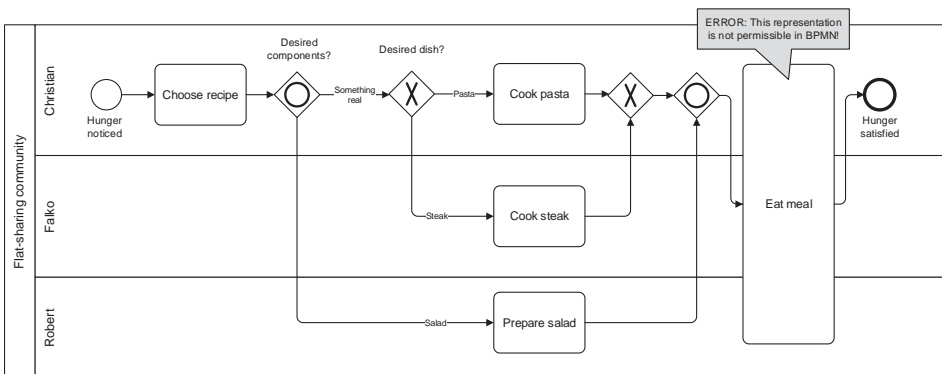 ERROR: This representation
is not permissible in BPMN!
Flat-sharing community
Christian
Falko
Robert
Hunger
noticed
Choose recipe
Desired
components?
Something
real
Desired dish?
Pasta
Cook pasta
Steak
Cook steak
Salad
Prepare salad
Eat meal
Hunger
satisfied